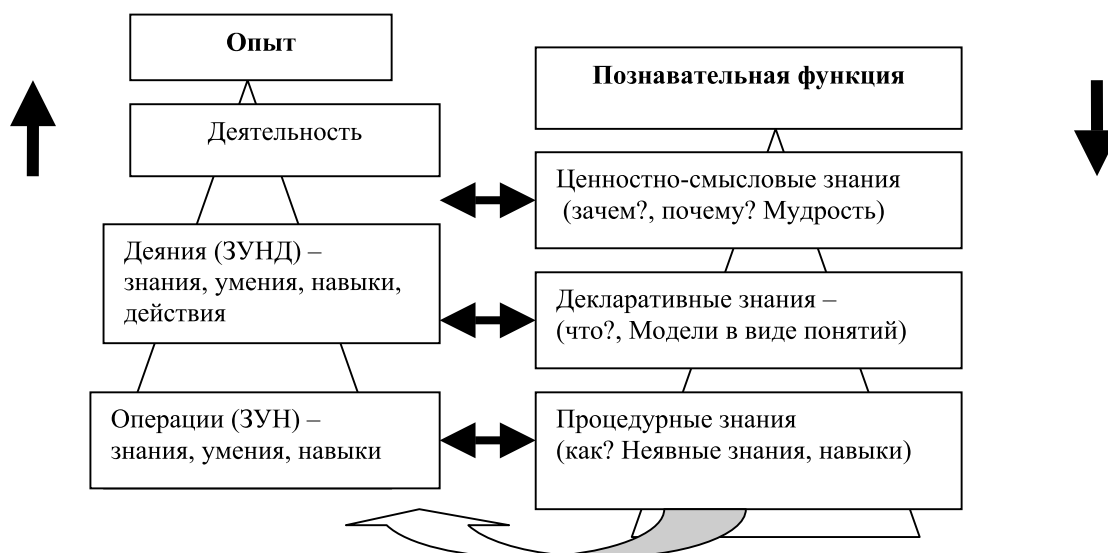 Опыт
Деятельность
Деяния (ЗУНД) –
знания, умения, навыки,
действия
Операции (ЗУН) –
знания, умения, навыки
Познавательная функция
Ценностно-смысловые знания
(зачем?, почему? Мудрость)
Декларативные знания –
(что?, Модели в виде понятий)
Процедурные знания
(как? Неявные знания, навыки)